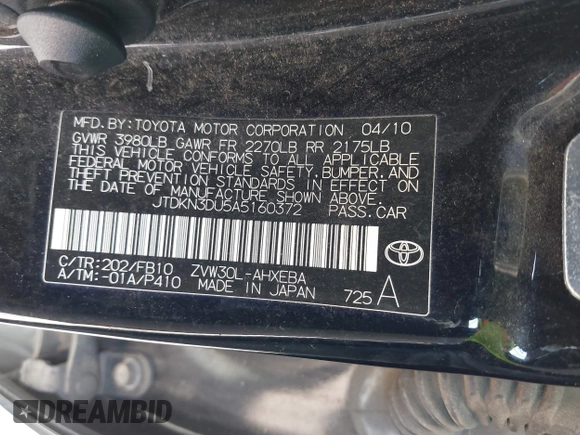 MFD. BY: TOYOTA MOTOR CORPORATION 04/10
GVWR 3980LB GAWR FR 2270LB RR 2175LB
THIS VEHICLE CONFORMS TO ALL APPLICABLE
FEDERAL MOTOR VEHICLE SAFETY, BUMPER, AND
THEFT PREVENTION STANDARDS IN EFFECT ON
THE DATE OF MANUFACTURE SHOWN ABOVE.
JTDKN3DU5A5160372 PASS. CAR
C/TR: 202/FB10 ZVW30L-AHXEBA
A/TM: -01A/P410 MADE IN JAPAN 725 A
DREAMBID